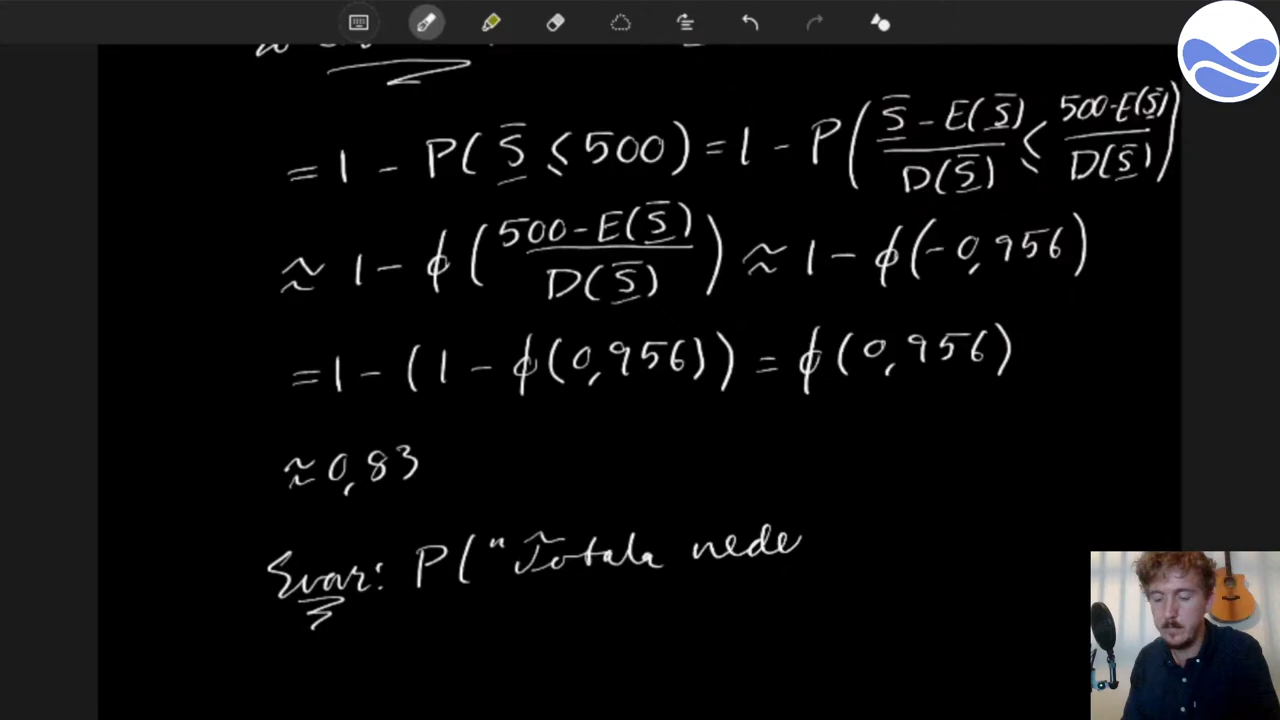 = 1 - P( S̄ ≤ 500 ) = 1 - P( (S̄ - E(S̄))/D(S̄) ≤ (500 - E(S̄))/D(S̄) )
≈ 1 - ϕ( (500 - E(S̄))/D(S̄) ) ≈ 1 - ϕ(-0,956)
= 1 - (1 - ϕ(0,956)) = ϕ(0,956)
≈ 0,83
Svar: P( "Totala nede